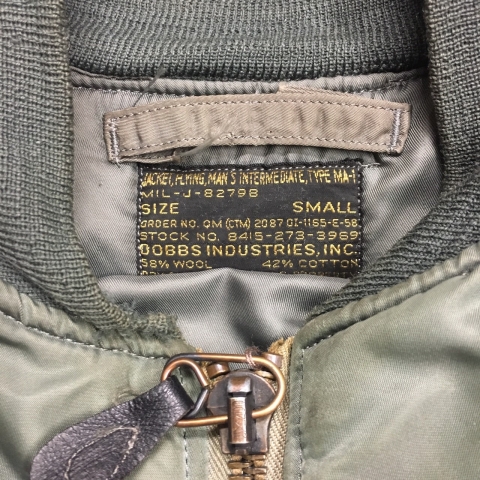 JACKET, FLYING, MAN'S INTERMEDIATE, TYPE MA-1
MIL-J-82798
SIZE SMALL
ORDER NO. QM (CTM) 2087 GI-1165-E-58
STOCK NO. 8415-273-3969
DOBBS INDUSTRIES, INC
58% WOOL 42% COTTON